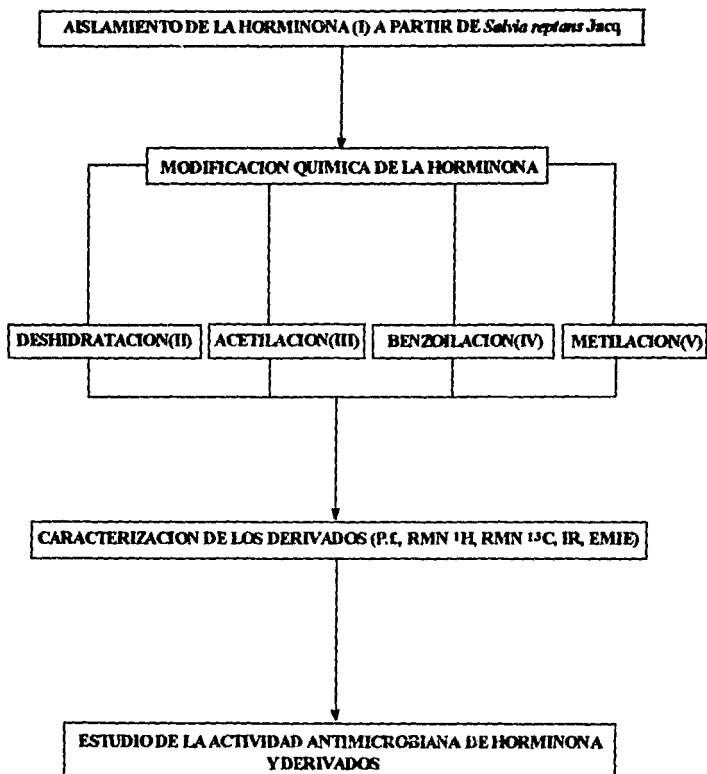 AISLAMIENTO DE LA HORMINONA (I) A PARTIR DE Salvia reptans Jacq
MODIFICACION QUIMICA DE LA HORMINONA
DESHIDRATACION(II) ACETILACION(III) BENZOILACION(IV) METILACION(V)
CARACTERIZACION DE LOS DERIVADOS (P.f., RMN ¹H, RMN ¹³C, IR, EMIE)
ESTUDIO DE LA ACTIVIDAD ANTIMICROBIANA DE HORMINONA
Y DERIVADOS